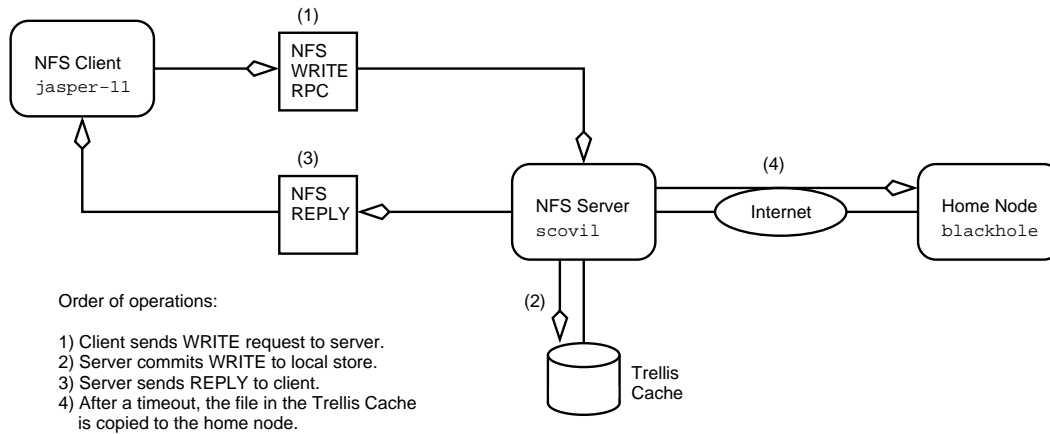 (1)
NFS Client
jasper-11
NFS
WRITE
RPC
(3)
NFS
REPLY
(4)
NFS Server
scovil
Internet
Home Node
blackhole
(2)
Trellis
Cache
Order of operations:
1) Client sends WRITE request to server.
2) Server commits WRITE to local store.
3) Server sends REPLY to client.
4) After a timeout, the file in the Trellis Cache
is copied to the home node.